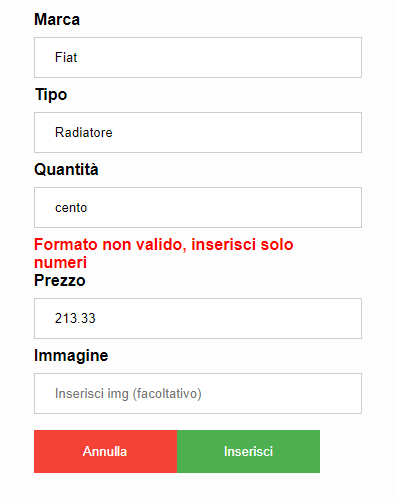 Marca
Fiat
Tipo
Radiatore
Quantità
cento
Formato non valido, inserisci solo
numeri
Prezzo
213.33
Immagine
Inserisci img (facoltativo)
Annulla Inserisci